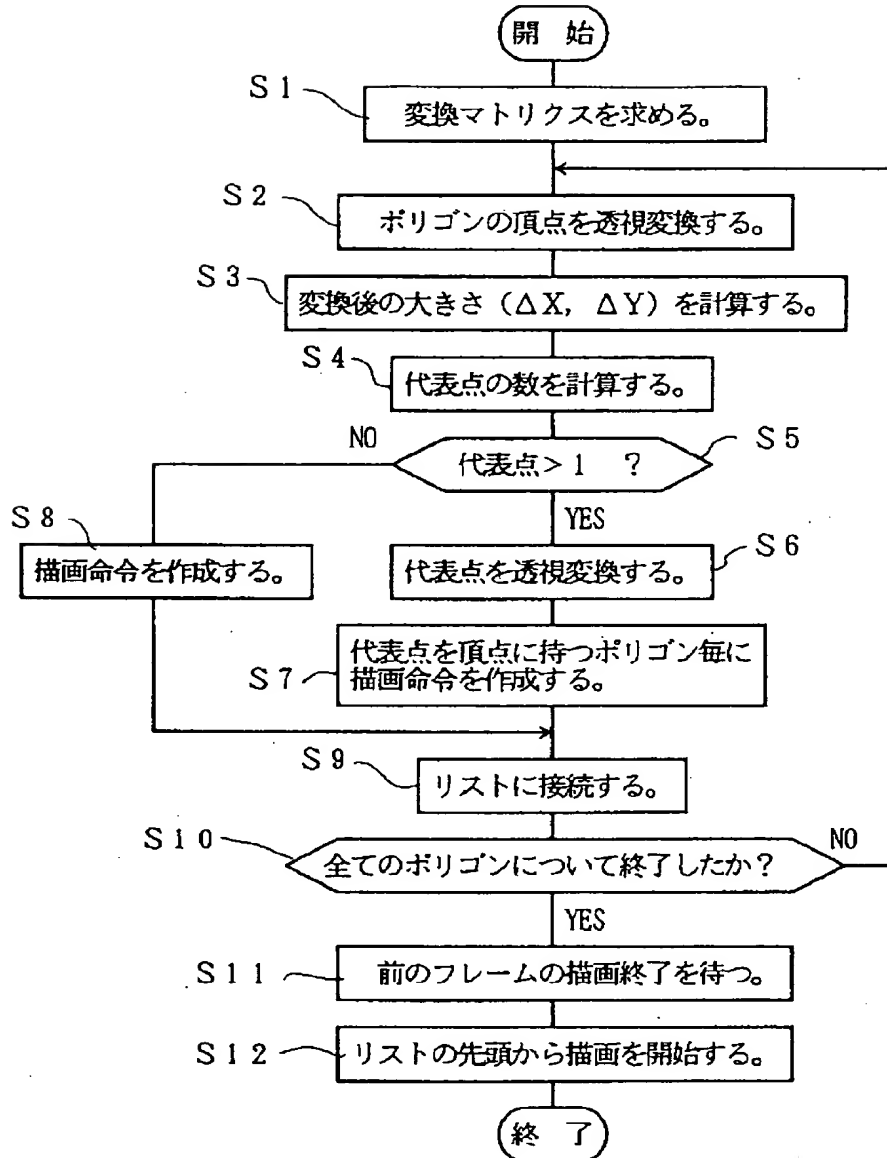 開 始
S1
変換マトリクスを求める。
S2
ポリゴンの頂点を透視変換する。
S3
変換後の大きさ(ΔX, ΔY)を計算する。
S4
代表点の数を計算する。
NO
S5
代表点>1 ?
YES
S8
描画命令を作成する。
S6
代表点を透視変換する。
S7
代表点を頂点に持つポリゴン毎に
描画命令を作成する。
S9
リストに接続する。
S10
全てのポリゴンについて終了したか?
NO
YES
S11
前のフレームの描画終了を待つ。
S12
リストの先頭から描画を開始する。
終 了